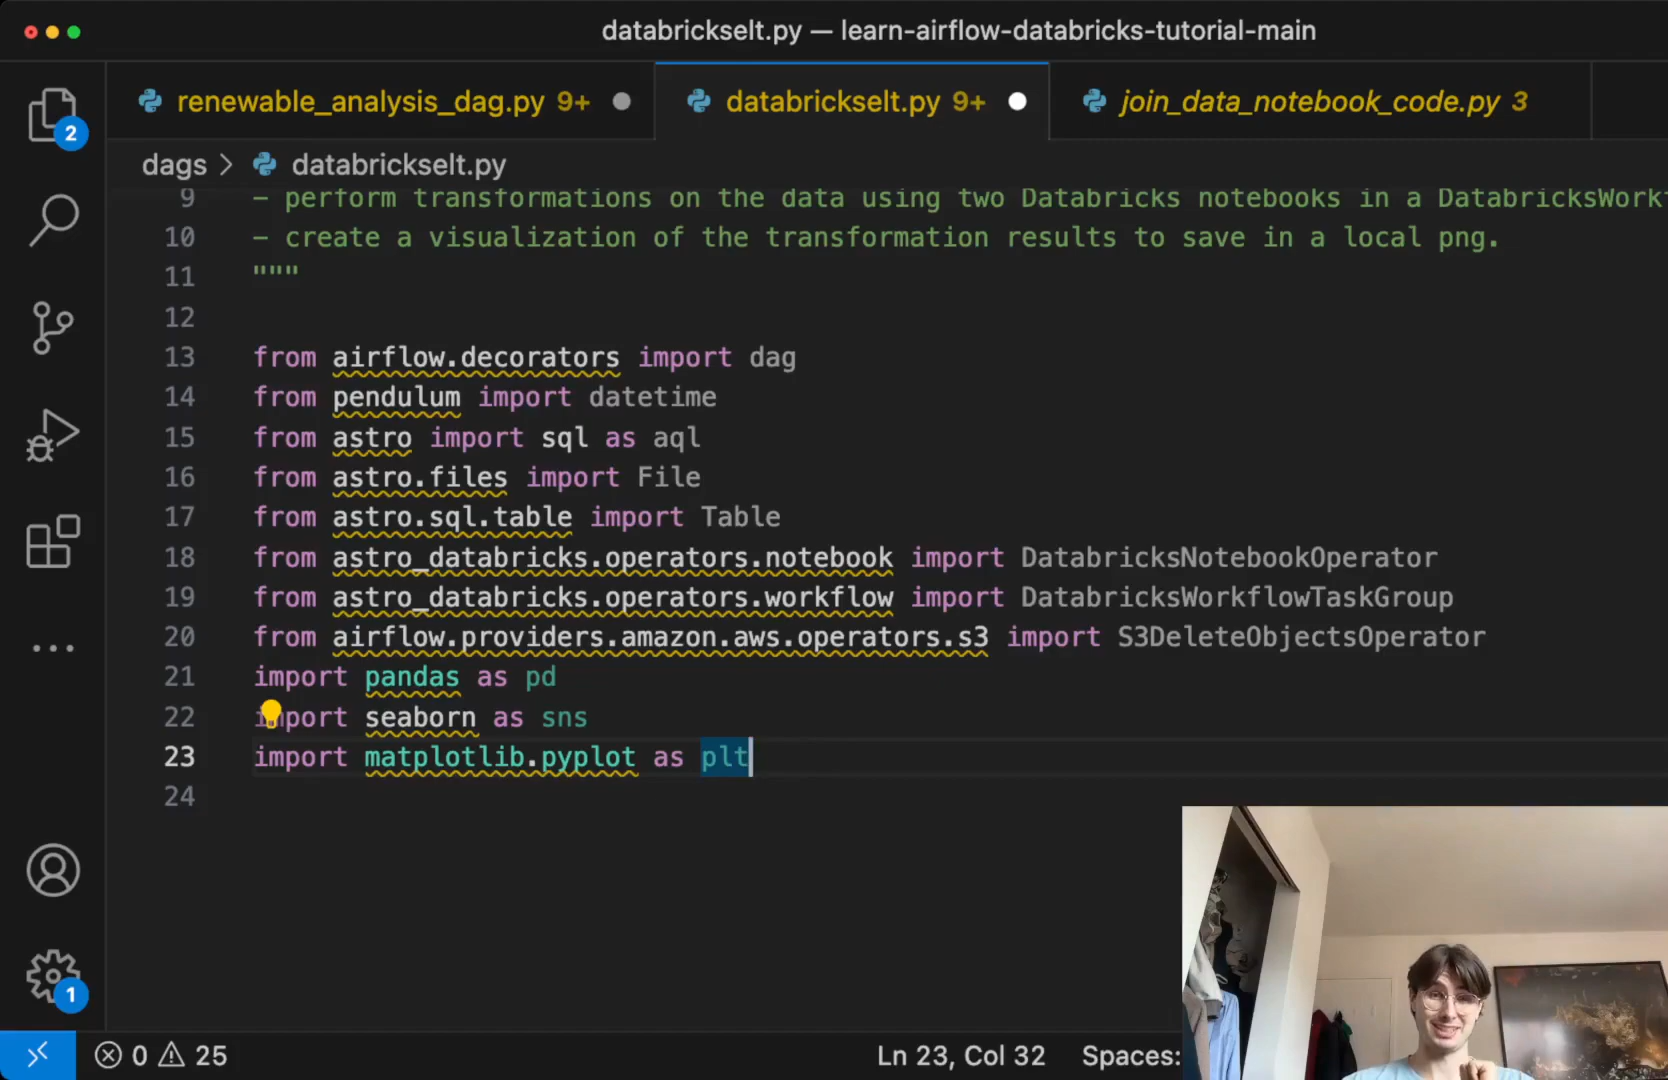 databrickselt.py — learn-airflow-databricks-tutorial-main
renewable_analysis_dag.py 9+
databrickselt.py 9+
join_data_notebook_code.py 3
2
dags > databrickselt.py
9 - perform transformations on the data using two Databricks notebooks in a DatabricksWork
10 - create a visualization of the transformation results to save in a local png.
11 """
12
13 from airflow.decorators import dag
14 from pendulum import datetime
15 from astro import sql as aql
16 from astro.files import File
17 from astro.sql.table import Table
18 from astro_databricks.operators.notebook import DatabricksNotebookOperator
19 from astro_databricks.operators.workflow import DatabricksWorkflowTaskGroup
20 from airflow.providers.amazon.aws.operators.s3 import S3DeleteObjectsOperator
21 import pandas as pd
22 import seaborn as sns
23 import matplotlib.pyplot as plt
24
1
0 25 Ln 23, Col 32 Spaces: